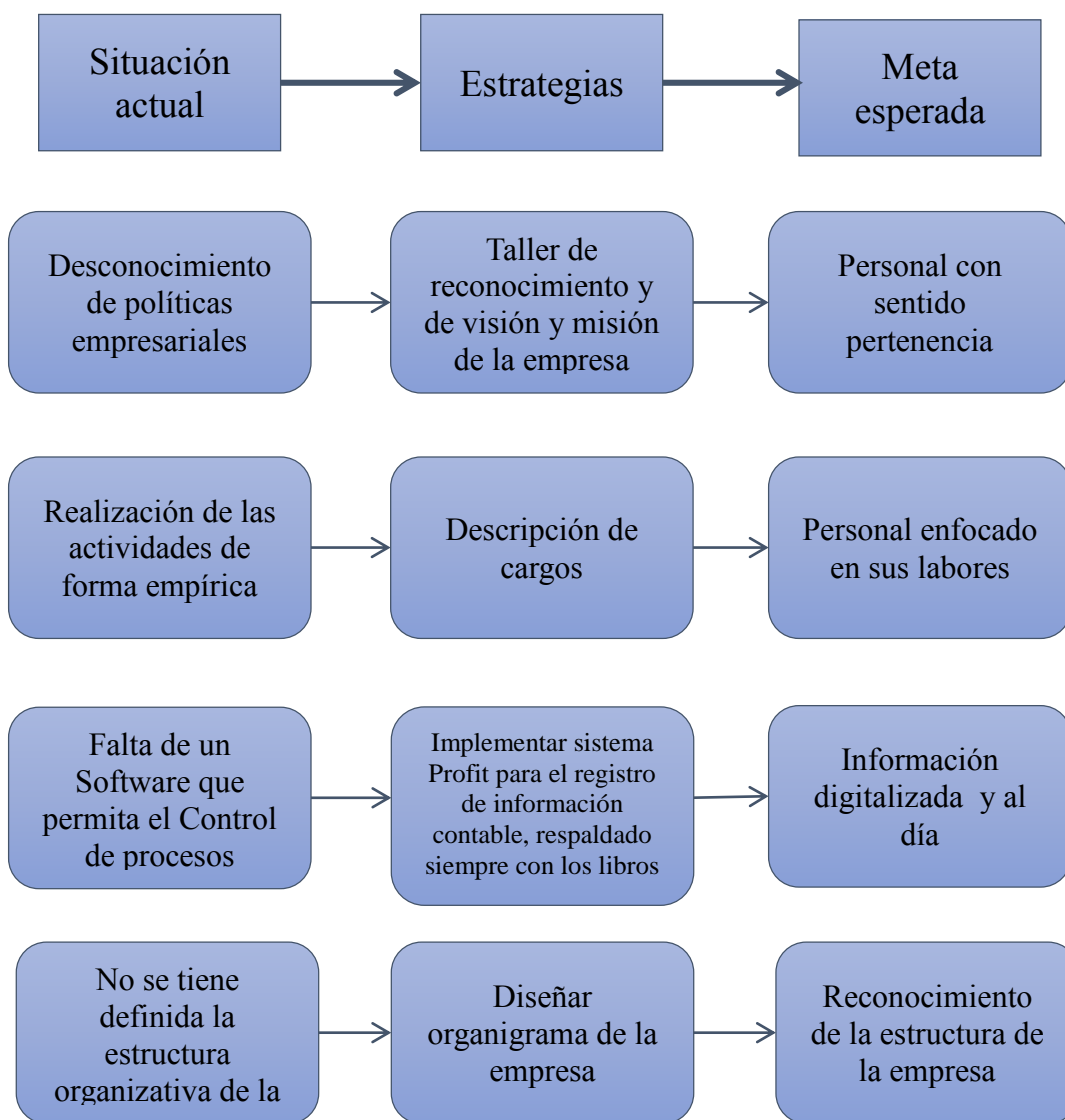 Situación
actual
Estrategias
Meta
esperada
Desconocimiento
de políticas
empresariales
Taller de
reconocimiento y
de visión y misión
de la empresa
Personal con
sentido
pertenencia
Realización de las
actividades de
forma empírica
Descripción de
cargos
Personal enfocado
en sus labores
Falta de un
Software que
permita el Control
de procesos
Implementar sistema
Profit para el registro
de información
contable, respaldado
siempre con los libros
Información
digitalizada y al
día
No se tiene
definida la
estructura
organizativa de la
Diseñar
organigrama de la
empresa
Reconocimiento
de la estructura de
la empresa